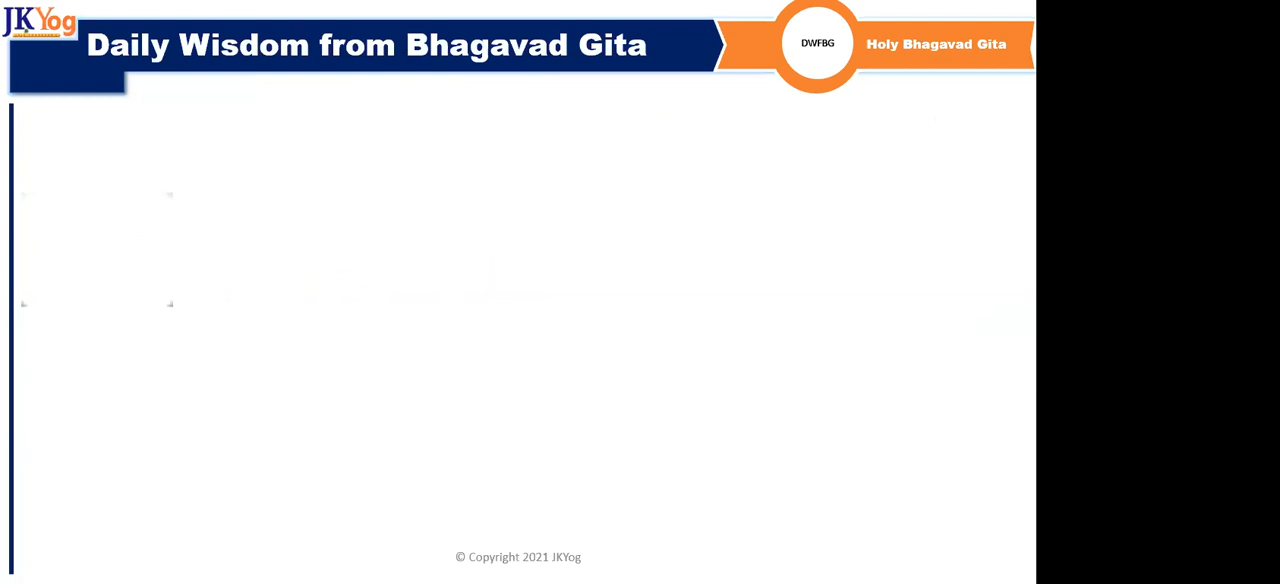 JKYog
Daily Wisdom from Bhagavad Gita
DWFBG
Holy Bhagavad Gita
© Copyright 2021 JKYog